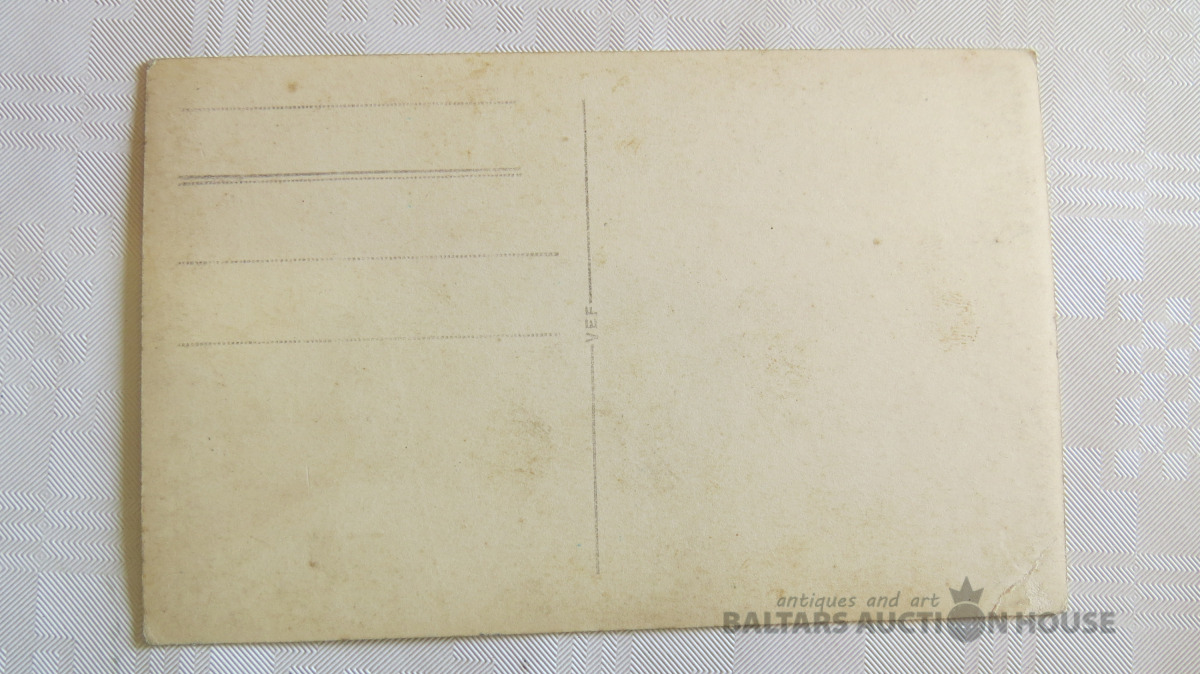 VEF
antiques and art
BALTARS AUCTION HOUSE